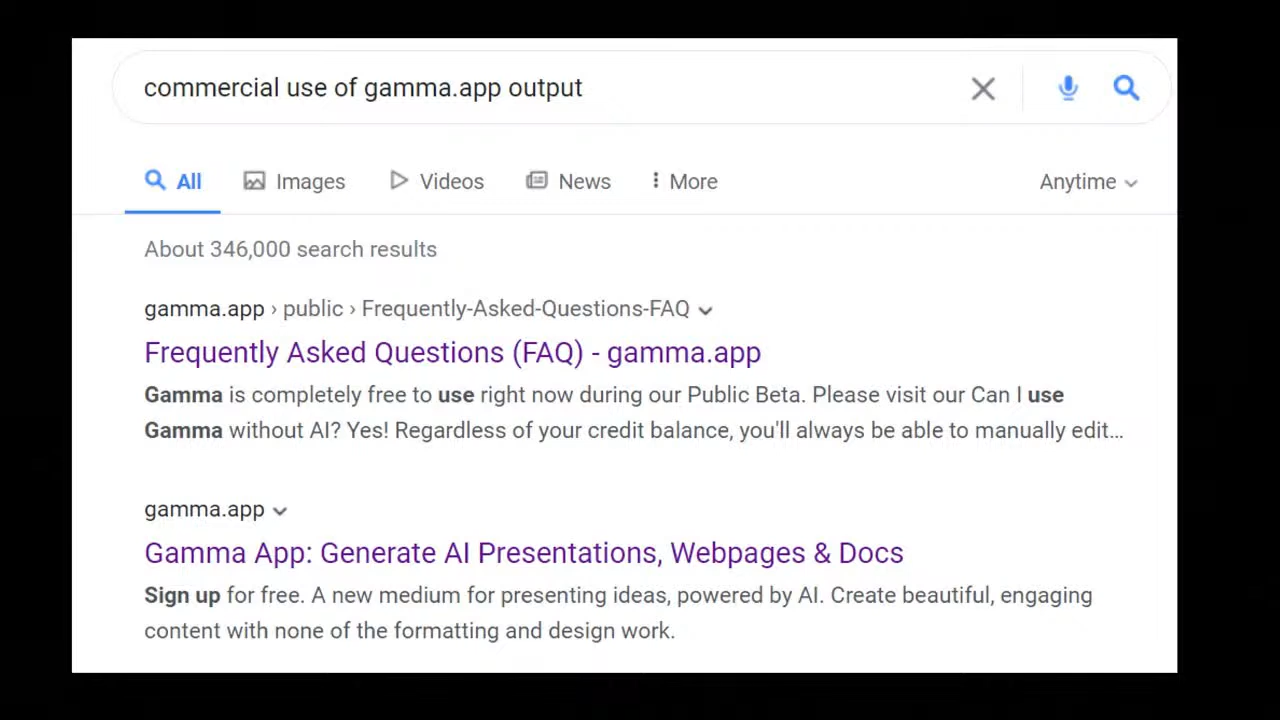 commercial use of gamma.app output
All Images Videos News More Anytime
About 346,000 search results
gamma.app › public › Frequently-Asked-Questions-FAQ
Frequently Asked Questions (FAQ) - gamma.app
Gamma is completely free to use right now during our Public Beta. Please visit our Can I use
Gamma without AI? Yes! Regardless of your credit balance, you'll always be able to manually edit…
gamma.app
Gamma App: Generate AI Presentations, Webpages & Docs
Sign up for free. A new medium for presenting ideas, powered by AI. Create beautiful, engaging
content with none of the formatting and design work.